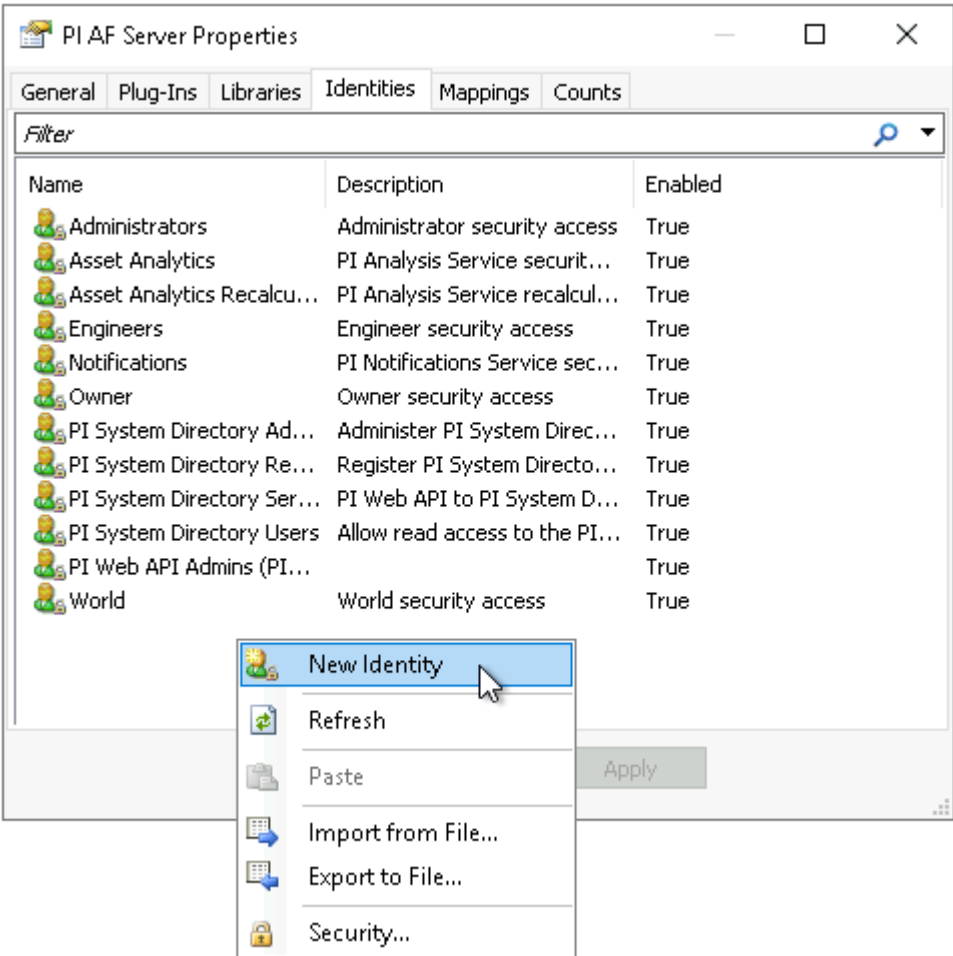 PI AF Server Properties
General Plug-Ins Libraries Identities Mappings Counts
Filter
Name Description Enabled
Administrators Administrator security access True
Asset Analytics PI Analysis Service securit... True
Asset Analytics Recalcu... PI Analysis Service recalcul... True
Engineers Engineer security access True
Notifications PI Notifications Service sec... True
Owner Owner security access True
PI System Directory Ad... Administer PI System Direc... True
PI System Directory Re... Register PI System Directo... True
PI System Directory Ser... PI Web API to PI System D... True
PI System Directory Users Allow read access to the PI... True
PI Web API Admins (PI... True
World World security access True
New Identity
Refresh
Paste
Apply
Import from File...
Export to File...
Security...